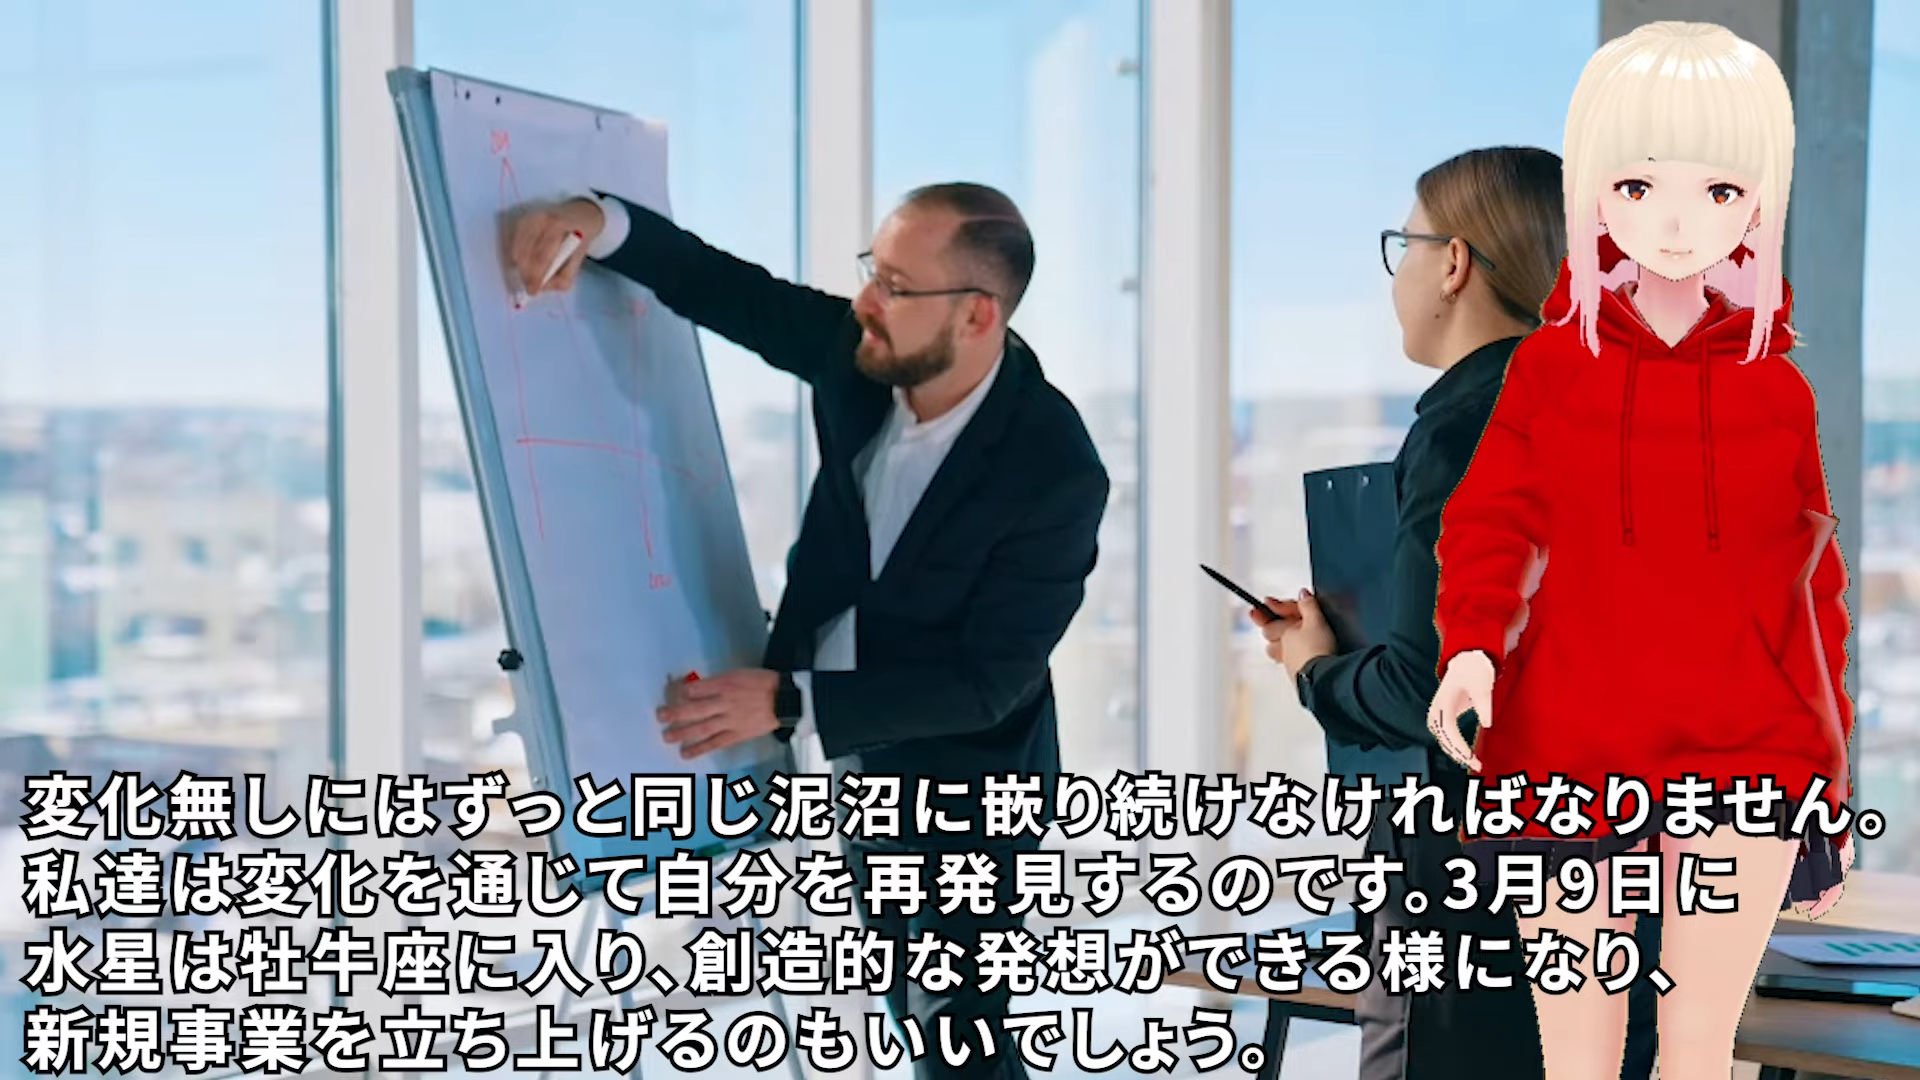 変化無しにはずっと同じ泥沼に嵌り続けなければなりません。
私達は変化を通じて自分を再発見するのです。3月9日に
水星は牡牛座に入り、創造的な発想ができる様になり、
新規事業を立ち上げるのもいいでしょう。